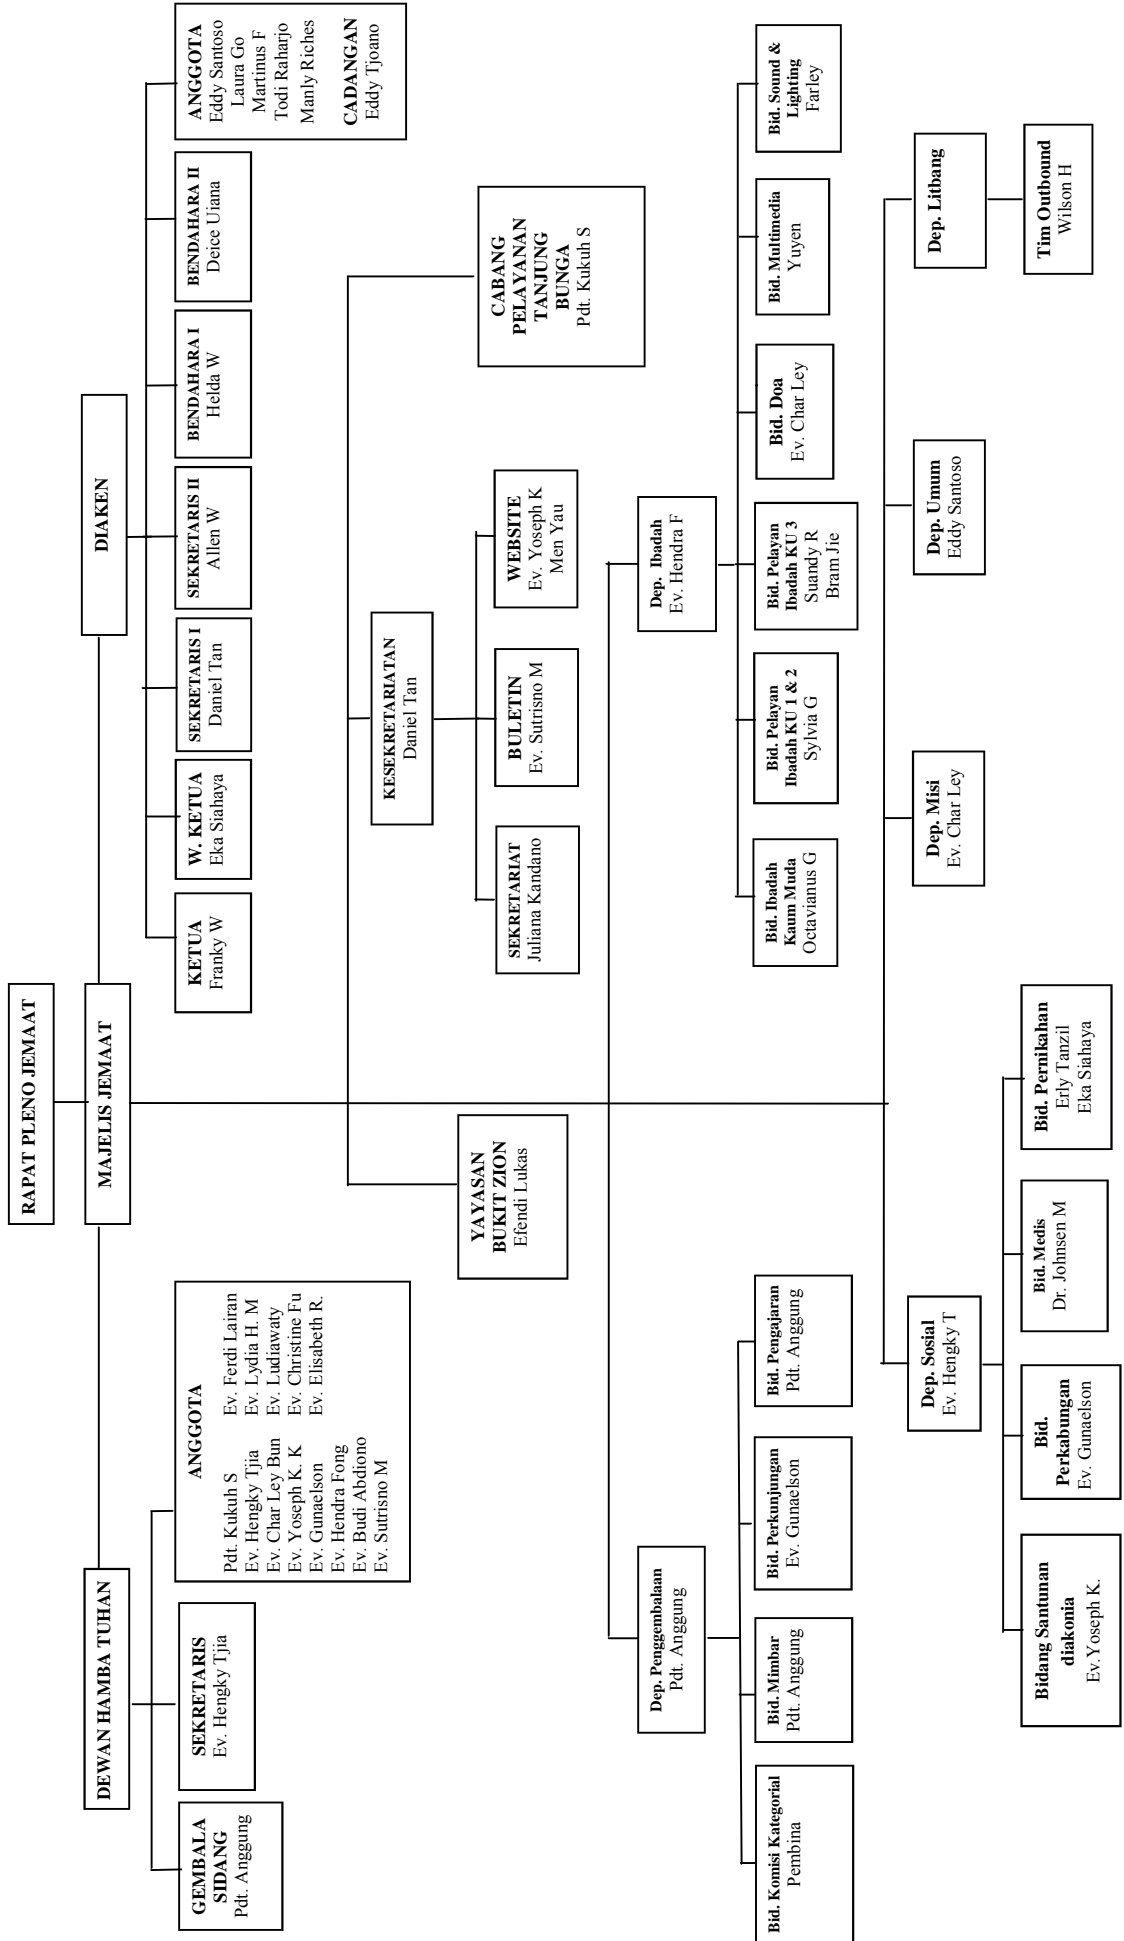 RAPAT PLENO JEMAAT
MAJELIS JEMAAT
DEWAN HAMBA TUHAN
DIAKEN
GEMBALA
SIDANG
Pdt. Anggung
SEKRETARIS
Ev. Hengky Tjia
ANGGOTA
Pdt. Kukuh S
Ev. Hengky Tjia
Ev. Char Ley Bun
Ev. Yoseph K. K
Ev. Gunaelson
Ev. Hendra Fong
Ev. Budi Abdiono
Ev. Sutrisno M
Ev. Ferdi Lairan
Ev. Lydia H. M
Ev. Ludiawaty
Ev. Christine Fu
Ev. Elisabeth R.
KETUA
Franky W
W. KETUA
Eka Siahaya
SEKRETARIS I
Daniel Tan
SEKRETARIS II
Allen W
BENDAHARA I
Helda W
BENDAHARA II
Deice Uiana
ANGGOTA
Eddy Santoso
Laura Go
Martinus F
Todi Raharjo
Manly Riches
CADANGAN
Eddy Tjoano
YAYASAN
BUKIT ZION
Efendi Lukas
KESEKRETARIATAN
Daniel Tan
CABANG
PELAYANAN
TANJUNG
BUNGA
Pdt. Kukuh S
SEKRETARIAT
Juliana Kandano
BULETIN
Ev. Sutrisno M
WEBSITE
Ev. Yoseph K
Men Yau
Dep. Penggembalaan
Pdt. Anggung
Dep. Ibadah
Ev. Hendra F
Bid. Komisi Kategorial
Pembina
Bid. Mimbar
Pdt. Anggung
Bid. Perkunjungan
Ev. Gunaelson
Bid. Pengajaran
Pdt. Anggung
Bid. Ibadah
Kaum Muda
Octavianus G
Bid. Pelayan
Ibadah KU 1 & 2
Sylvia G
Bid. Pelayan
Ibadah KU 3
Suandy R
Bram Jie
Bid. Doa
Ev. Char Ley
Bid. Multimedia
Yuyen
Bid. Sound &
Lighting
Farley
Dep. Sosial
Ev. Hengky T
Dep. Misi
Ev. Char Ley
Dep. Umum
Eddy Santoso
Dep. Litbang
Bidang Santunan
diakonia
Ev.Yoseph K.
Bid.
Perkabungan
Ev. Gunaelson
Bid. Medis
Dr. Johnsen M
Bid. Pernikahan
Erly Tanzil
Eka Siahaya
Tim Outbound
Wilson H